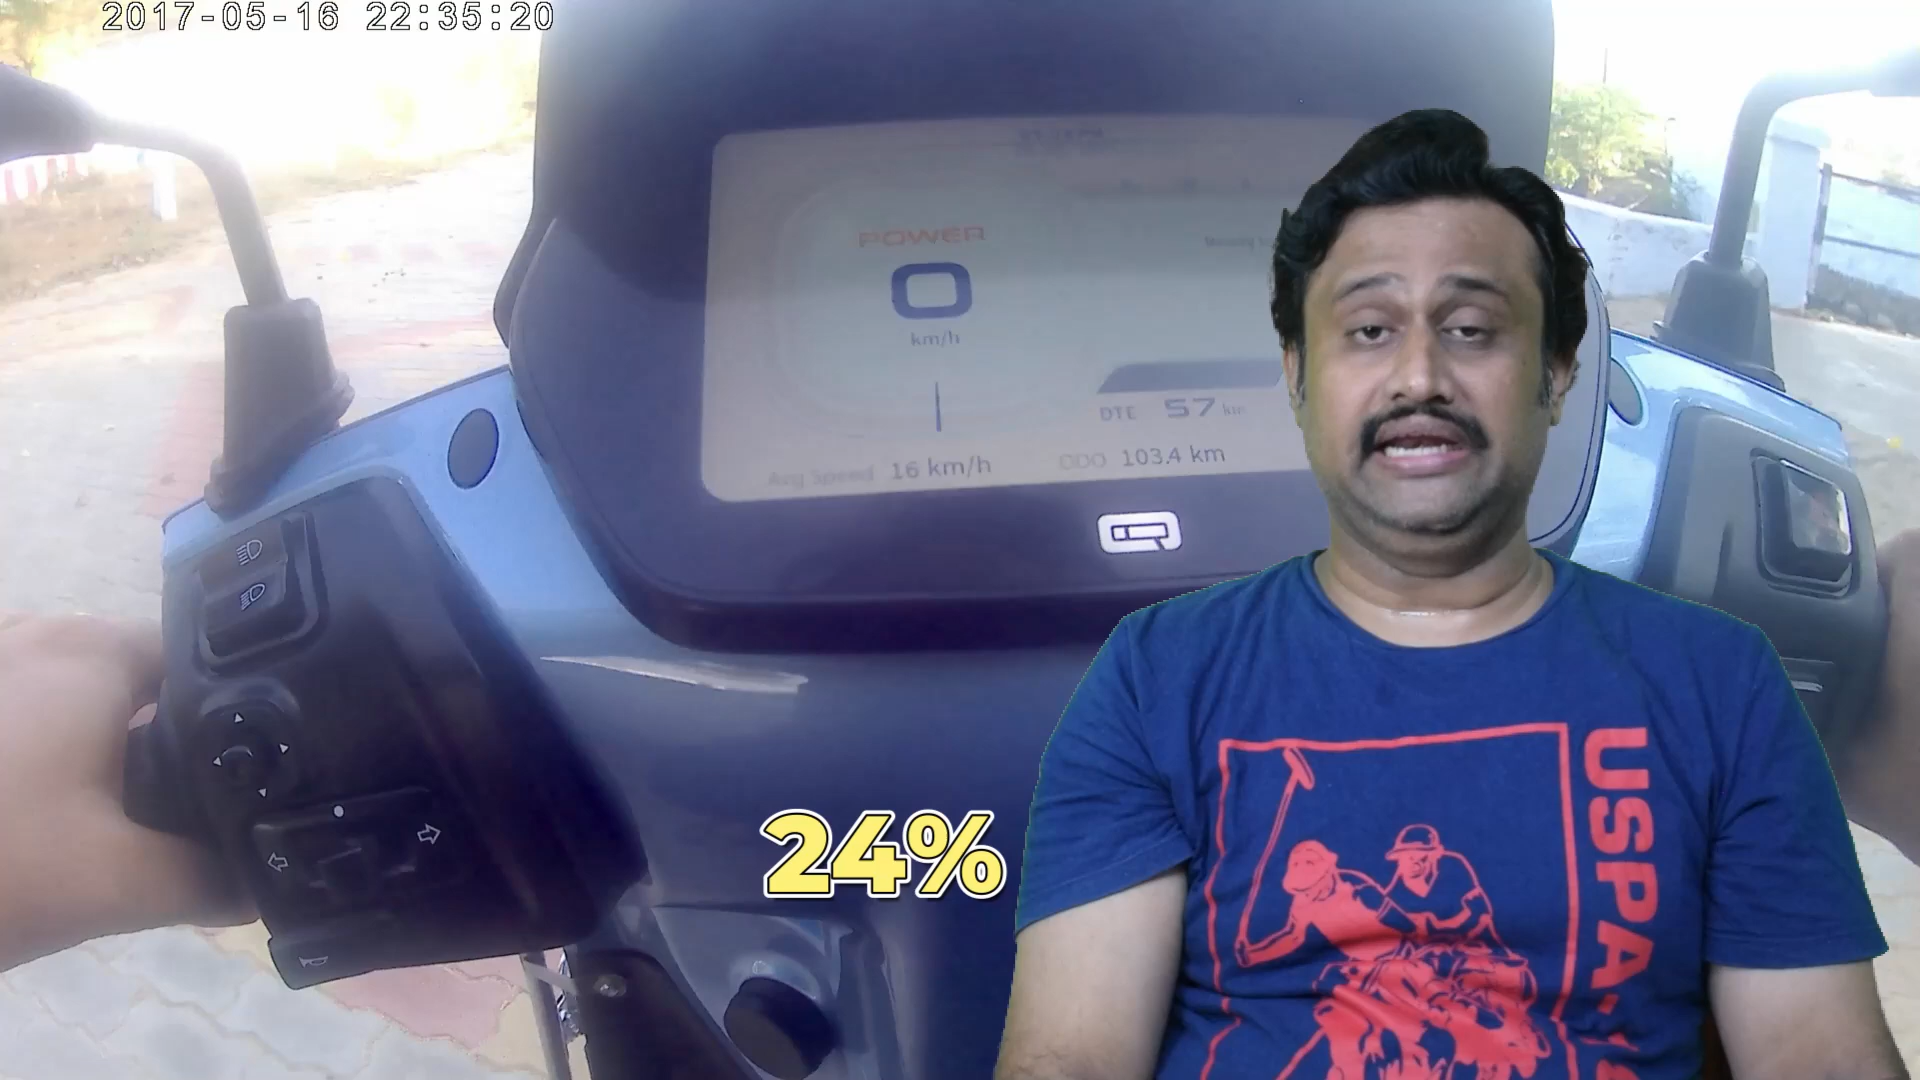 2017-05-16 22:35:20
POWER
0
km/h
DTE 57 km
Avg Speed 16 km/h ODO 103.4 km
24%
USPA